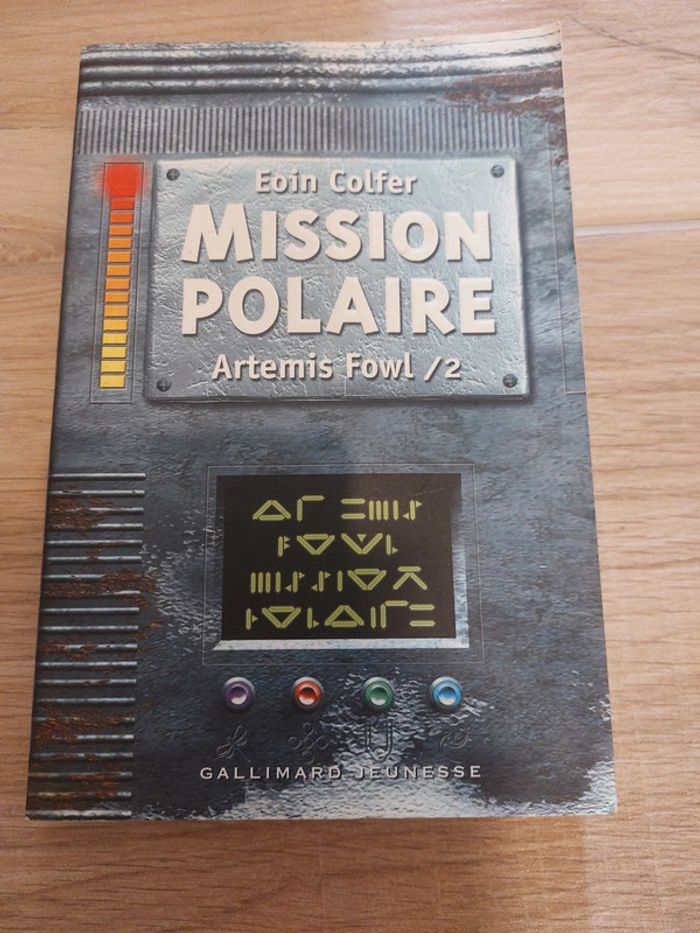 Eoin Colfer
MISSION
POLAIRE
Artemis Fowl /2
GALLIMARD JEUNESSE